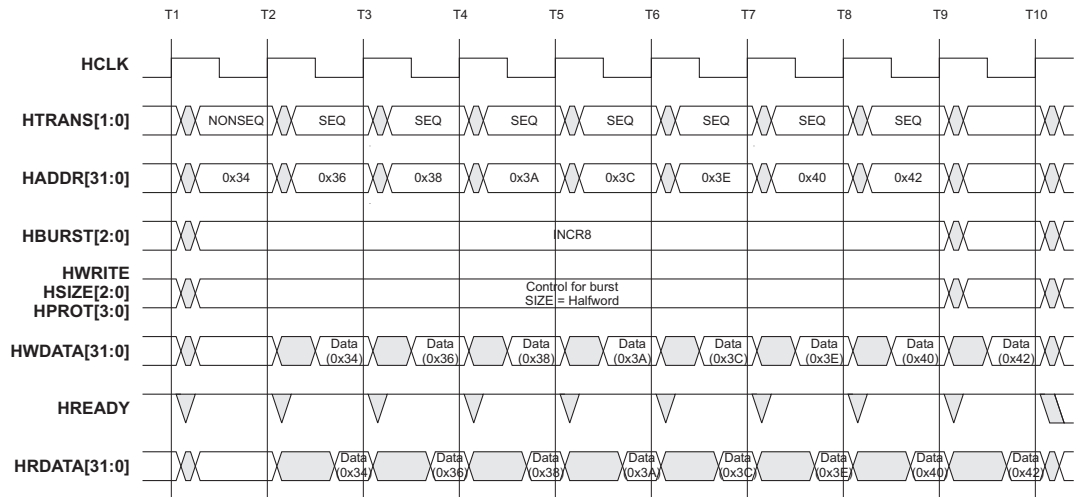 T1 T2 T3 T4 T5 T6 T7 T8 T9 T10
HCLK
HTRANS[1:0] NONSEQ SEQ SEQ SEQ SEQ SEQ SEQ SEQ
HADDR[31:0] 0x34 0x36 0x38 0x3A 0x3C 0x3E 0x40 0x42
HBURST[2:0] INCR8
HWRITE
HSIZE[2:0] Control for burst
HPROT[3:0] SIZE = Halfword
HWDATA[31:0] Data Data Data Data Data Data Data Data
(0x34) (0x36) (0x38) (0x3A) (0x3C) (0x3E) (0x40) (0x42)
HREADY
HRDATA[31:0] Data Data Data Data Data Data Data Data
(0x34) (0x36) (0x38) (0x3A) (0x3C) (0x3E) (0x40) (0x42)